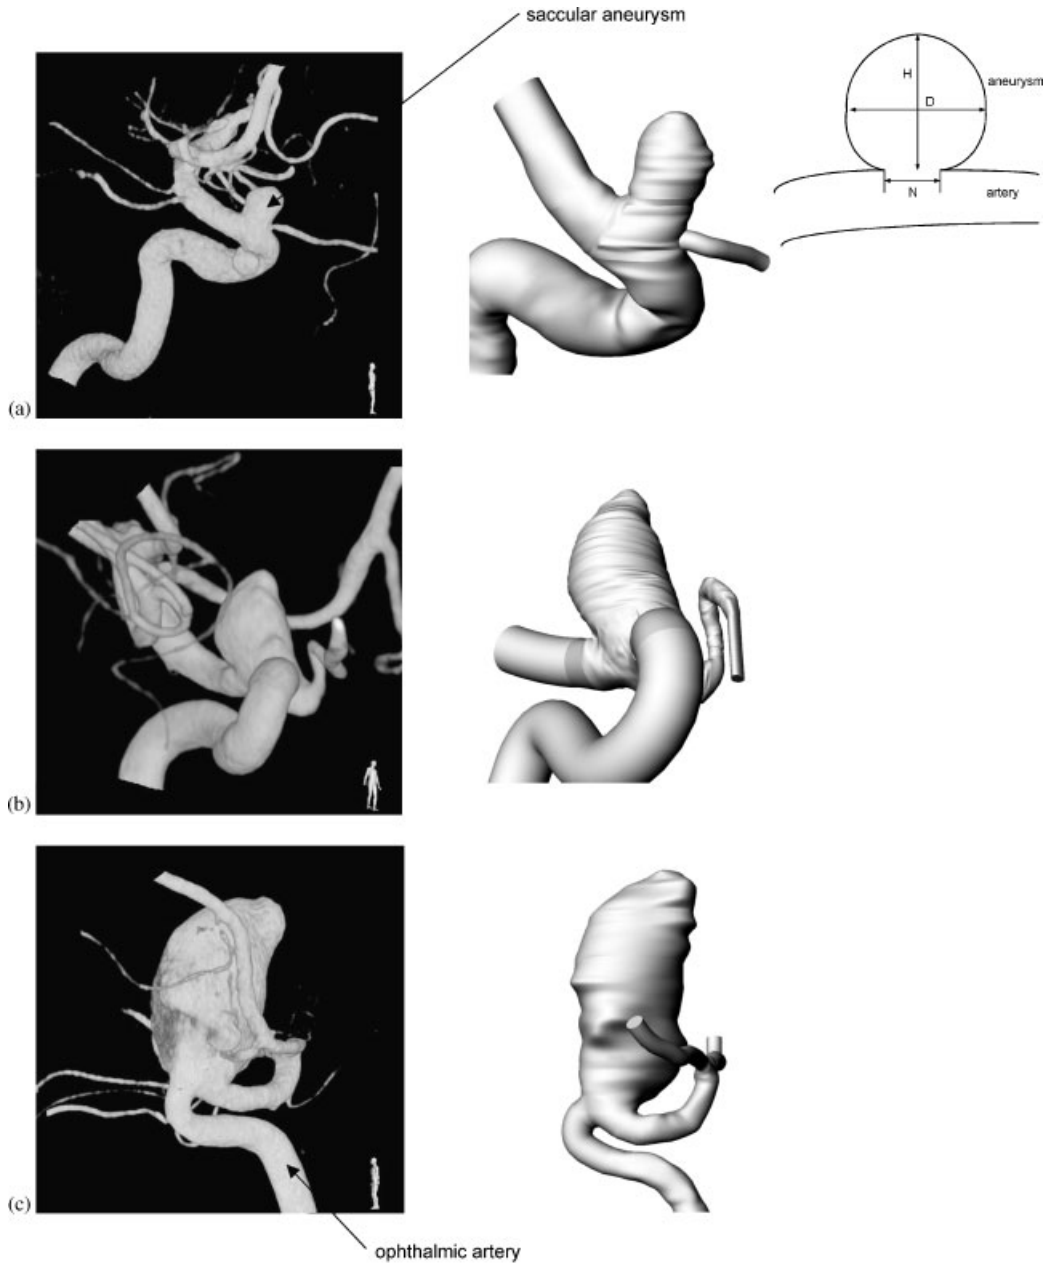 saccular aneurysm
H
aneurysm
D
N
artery
(a)
(b)
(c)
ophthalmic artery